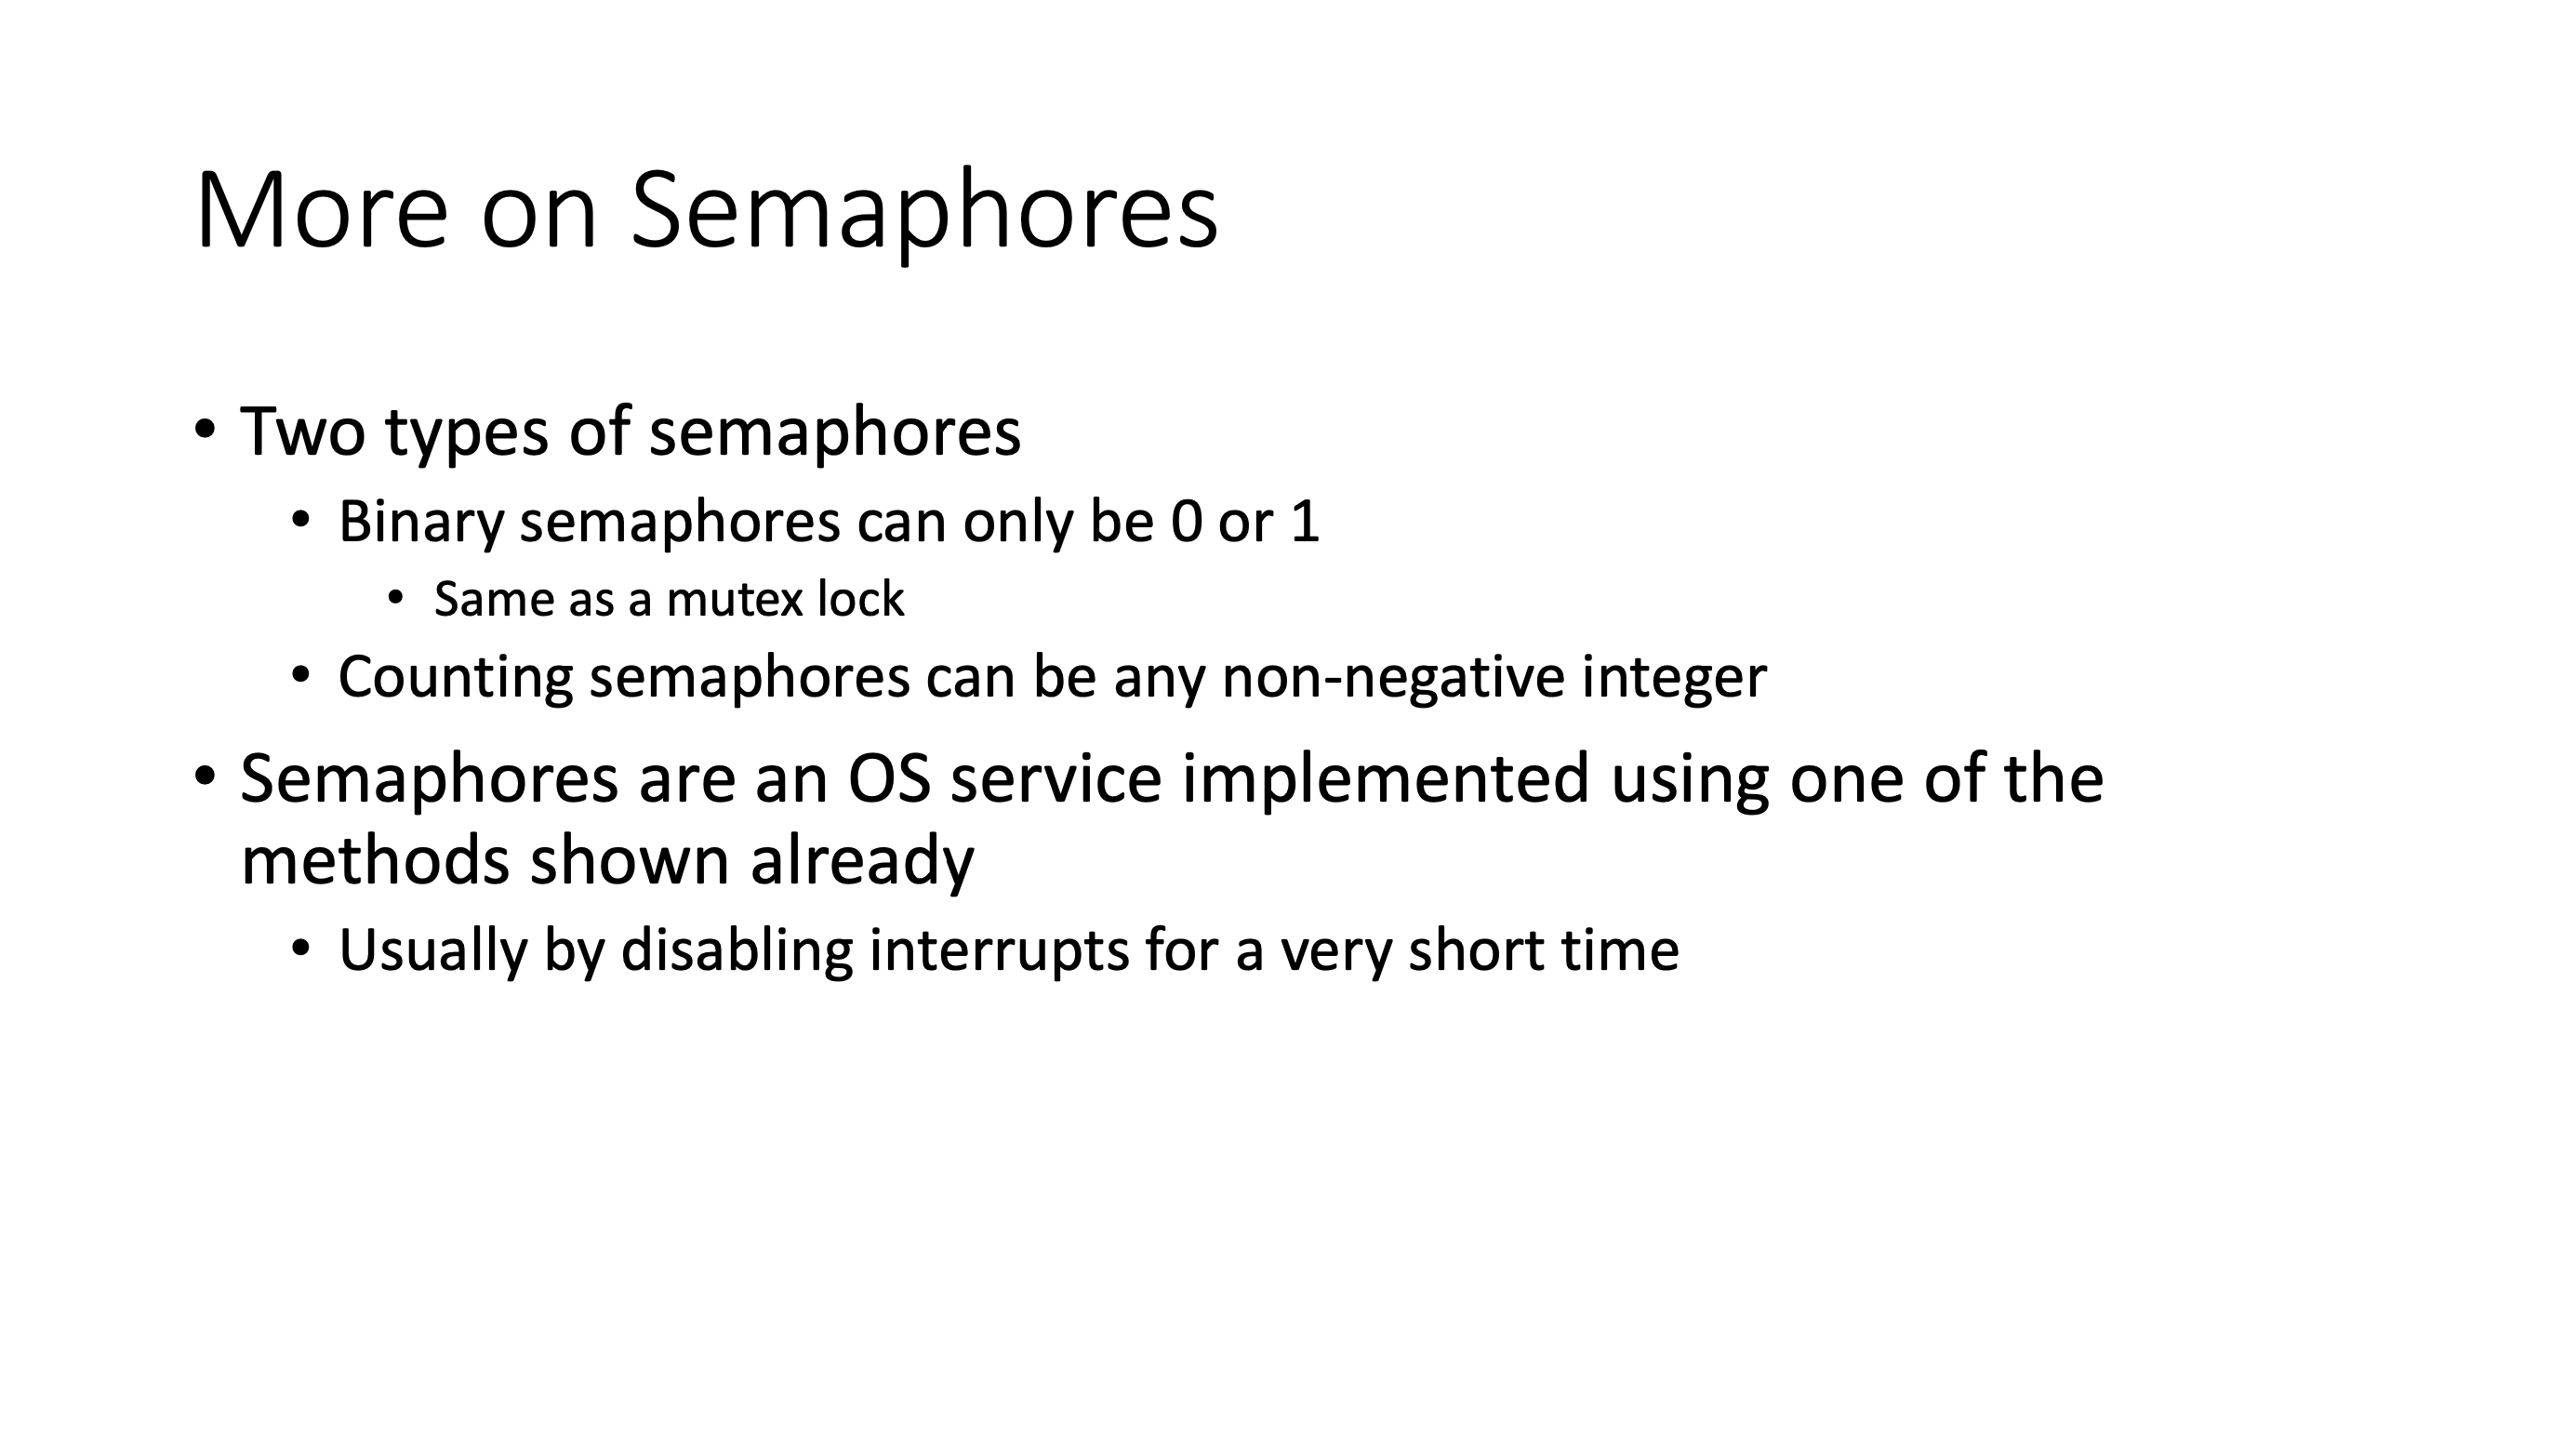 More on Semaphores
• Two types of semaphores
• Binary semaphores can only be 0 or 1
• Same as a mutex lock
• Counting semaphores can be any non-negative integer
• Semaphores are an OS service implemented using one of the
methods shown already
• Usually by disabling interrupts for a very short time